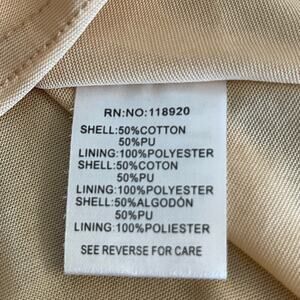 RN:NO:118920
SHELL:50%COTTON
50%PU
LINING:100%POLYESTER
SHELL:50%COTON
50%PU
LINING:100%POLYESTER
SHELL:50%ALGODÓN
50%PU
LINING:100%POLIESTER
SEE REVERSE FOR CARE